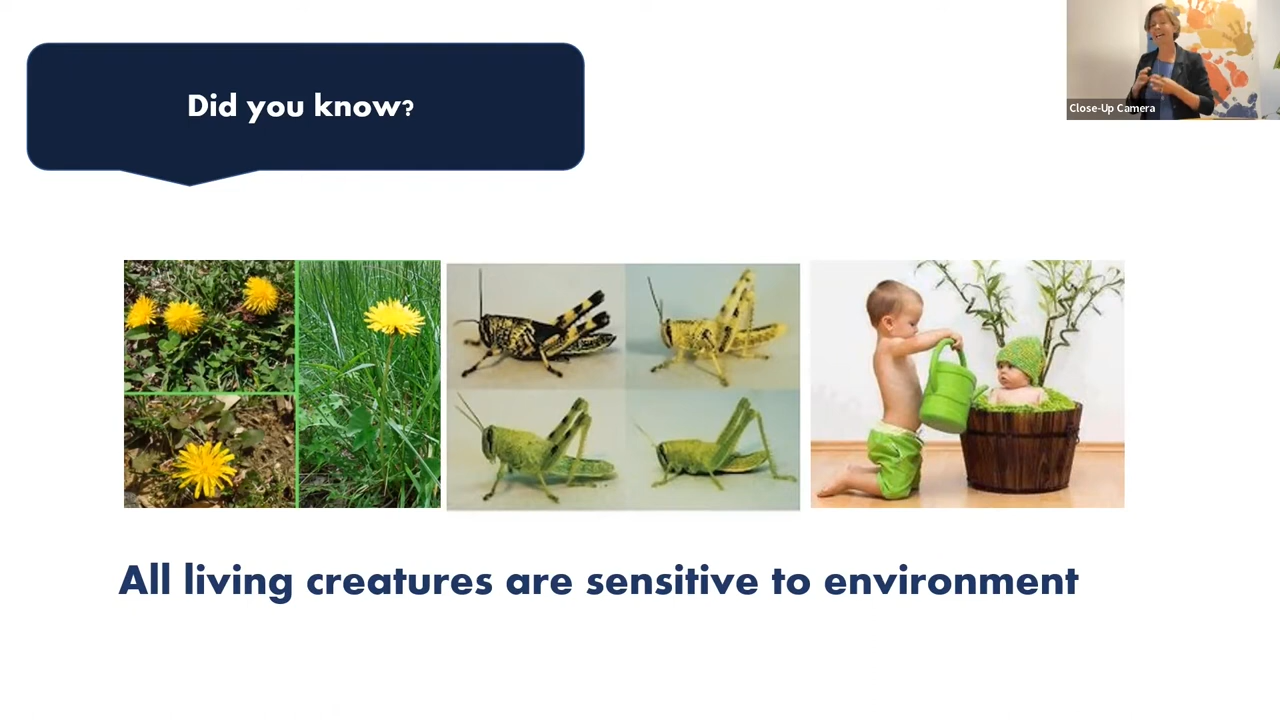 Did you know?
Close-Up Camera
All living creatures are sensitive to environment